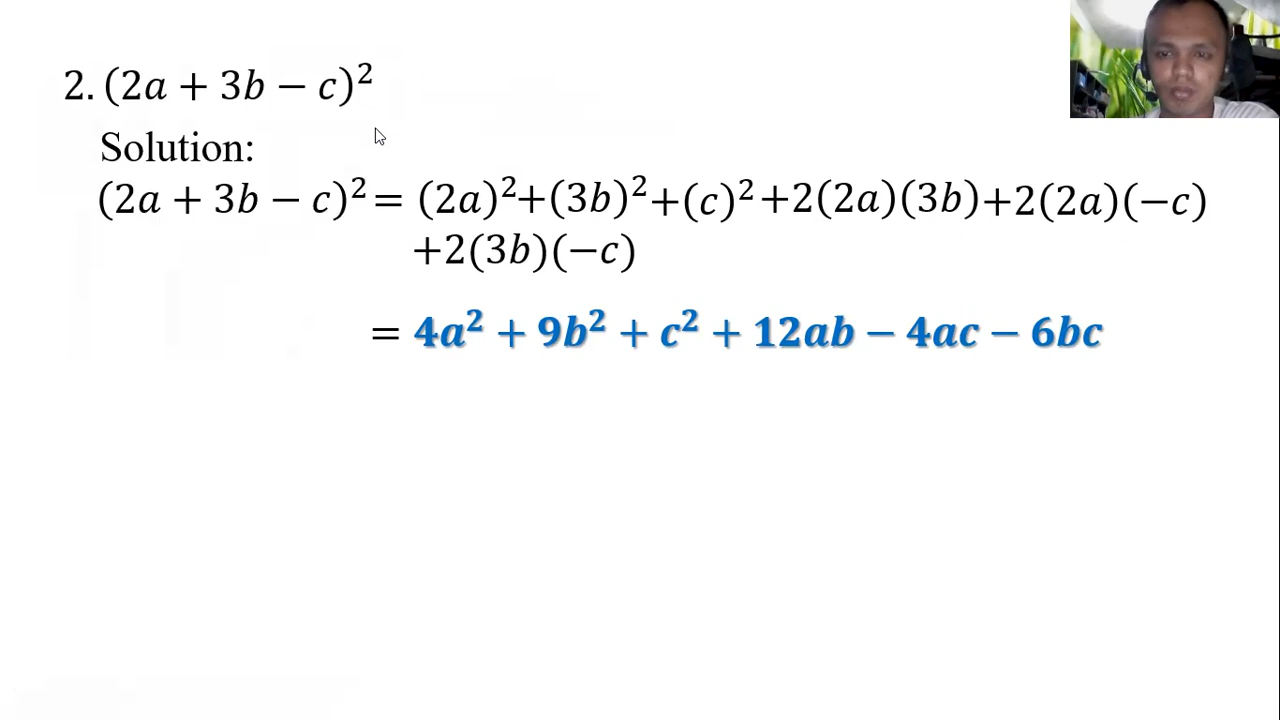 2. (2a + 3b − c)²
Solution:
(2a + 3b − c)² = (2a)²+(3b)²+(c)²+2(2a)(3b)+2(2a)(−c)
+2(3b)(−c)
= 4a² + 9b² + c² + 12ab − 4ac − 6bc